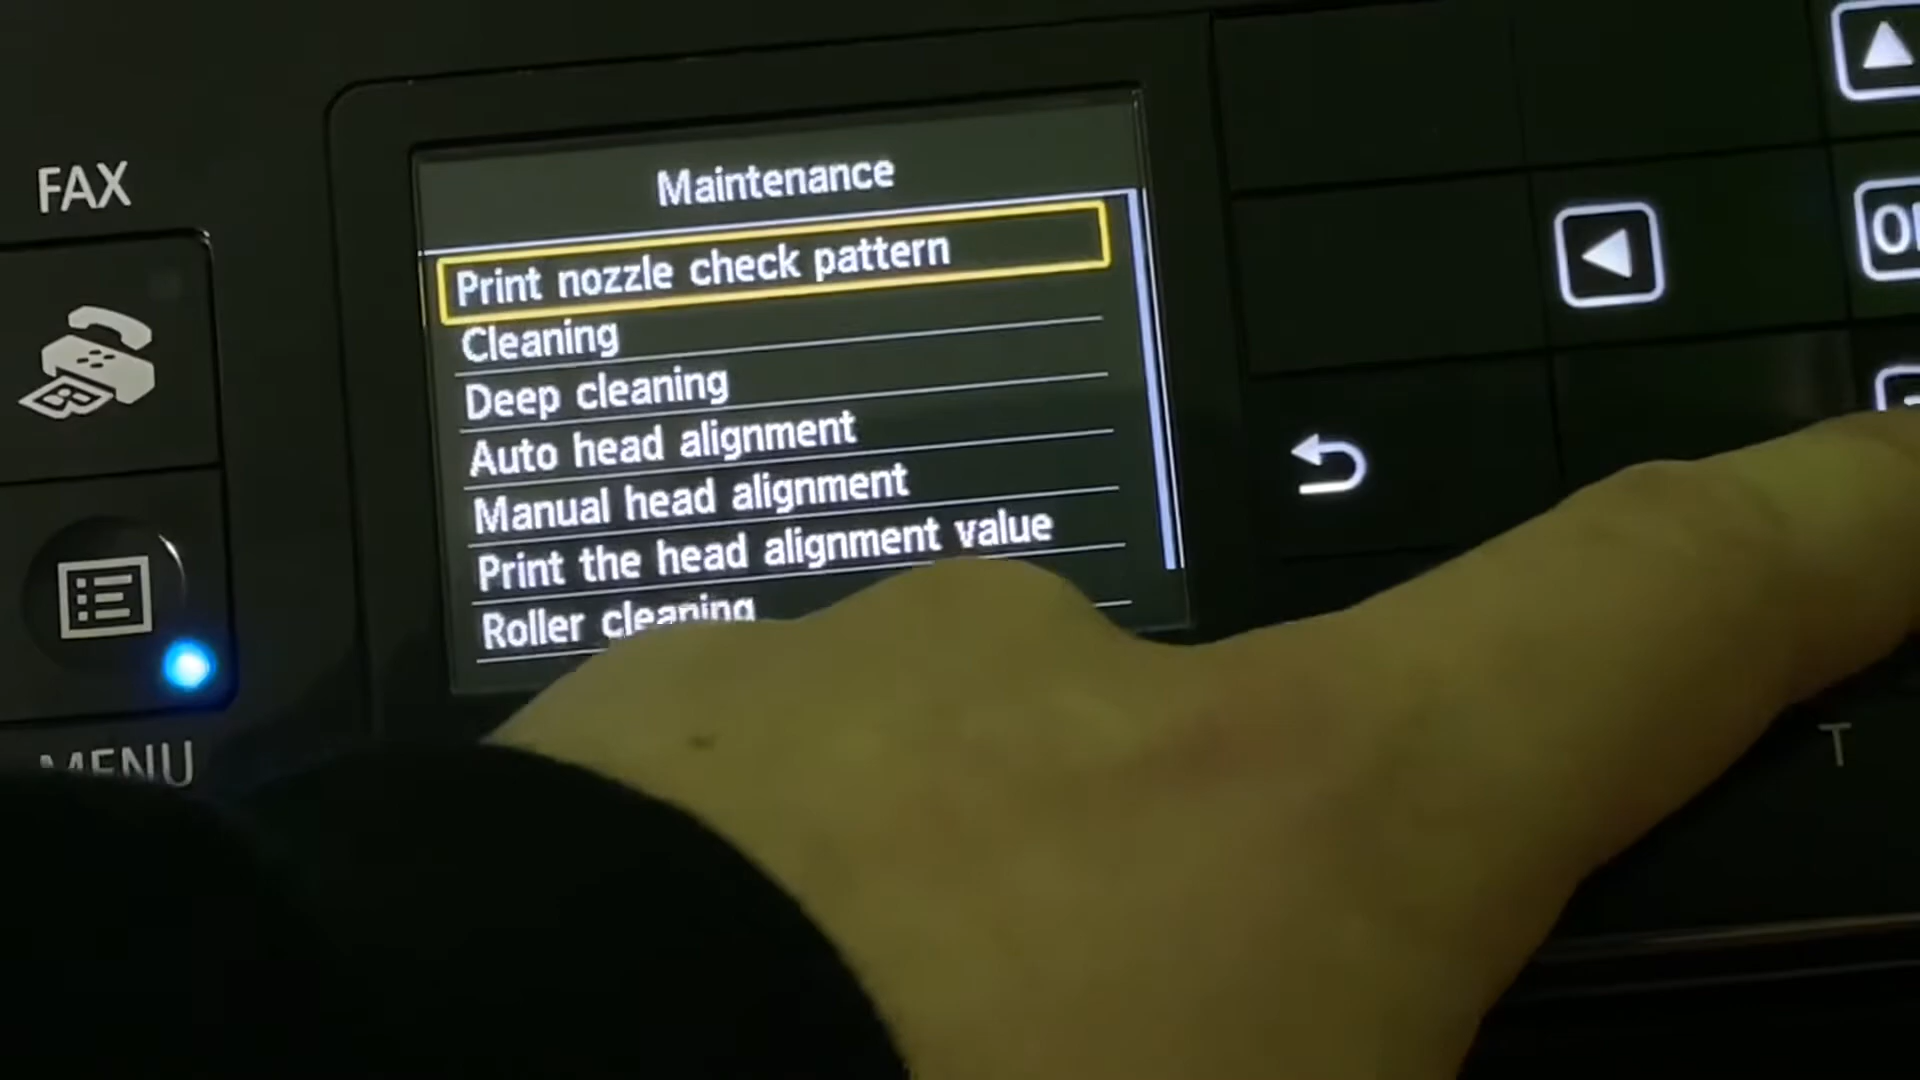 FAX
Maintenance
Print nozzle check pattern
Cleaning
Deep cleaning
Auto head alignment
Manual head alignment
Print the head alignment value
Roller cleaning
MENU
T